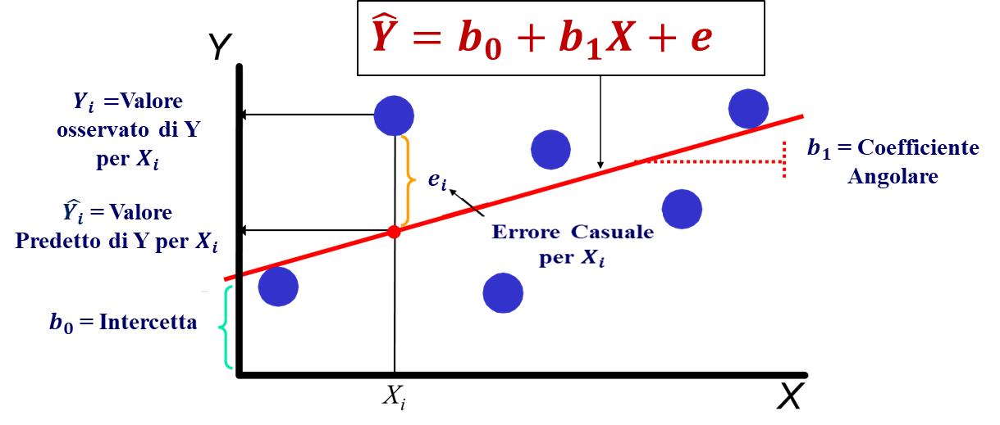 Ŷ = b₀ + b₁X + e
Y
Yᵢ =Valore
osservato di Y
per Xᵢ
Ŷᵢ = Valore
Predetto di Y per Xᵢ
b₀ = Intercetta
eᵢ
Errore Casuale
per Xᵢ
b₁ = Coefficiente
Angolare
Xᵢ
X